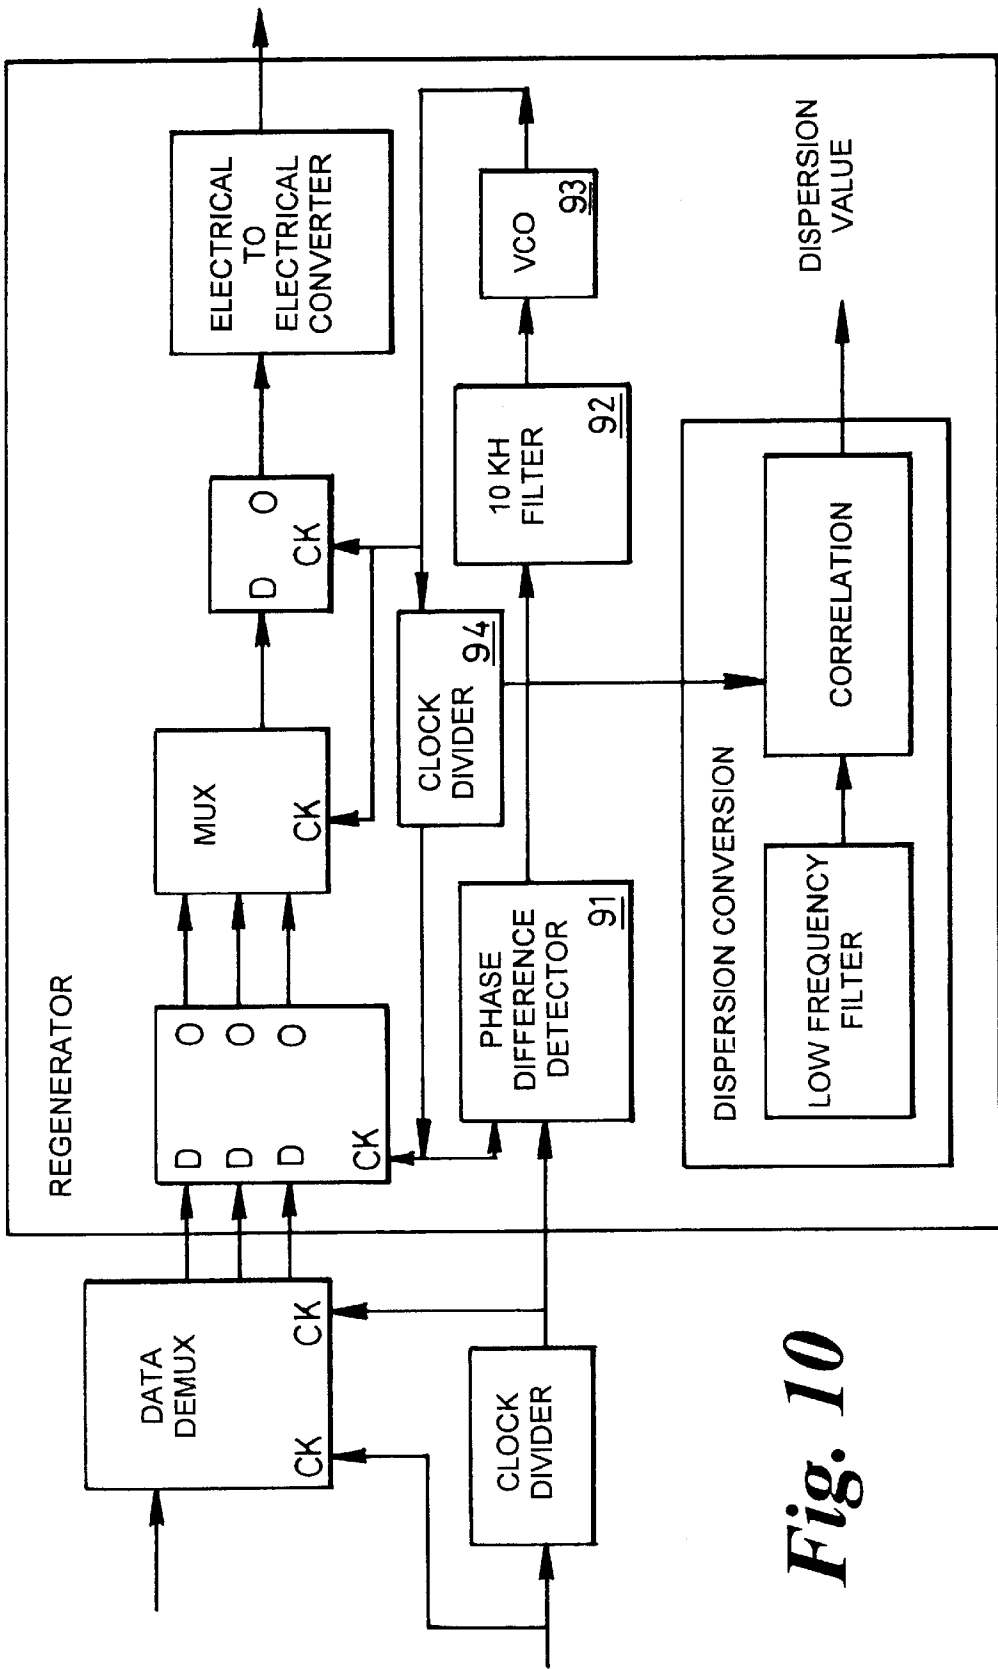 REGENERATOR
DATA
DEMUX
CK
CK
D
O
D
O
D
O
CK
MUX
CK
D
O
CK
ELECTRICAL
TO
ELECTRICAL
CONVERTER
CLOCK
DIVIDER
CLOCK
DIVIDER
94
PHASE
DIFFERENCE
DETECTOR
91
10 KH
FILTER
92
VCO
93
DISPERSION CONVERSION
LOW FREQUENCY
FILTER
CORRELATION
DISPERSION
VALUE
Fig. 10